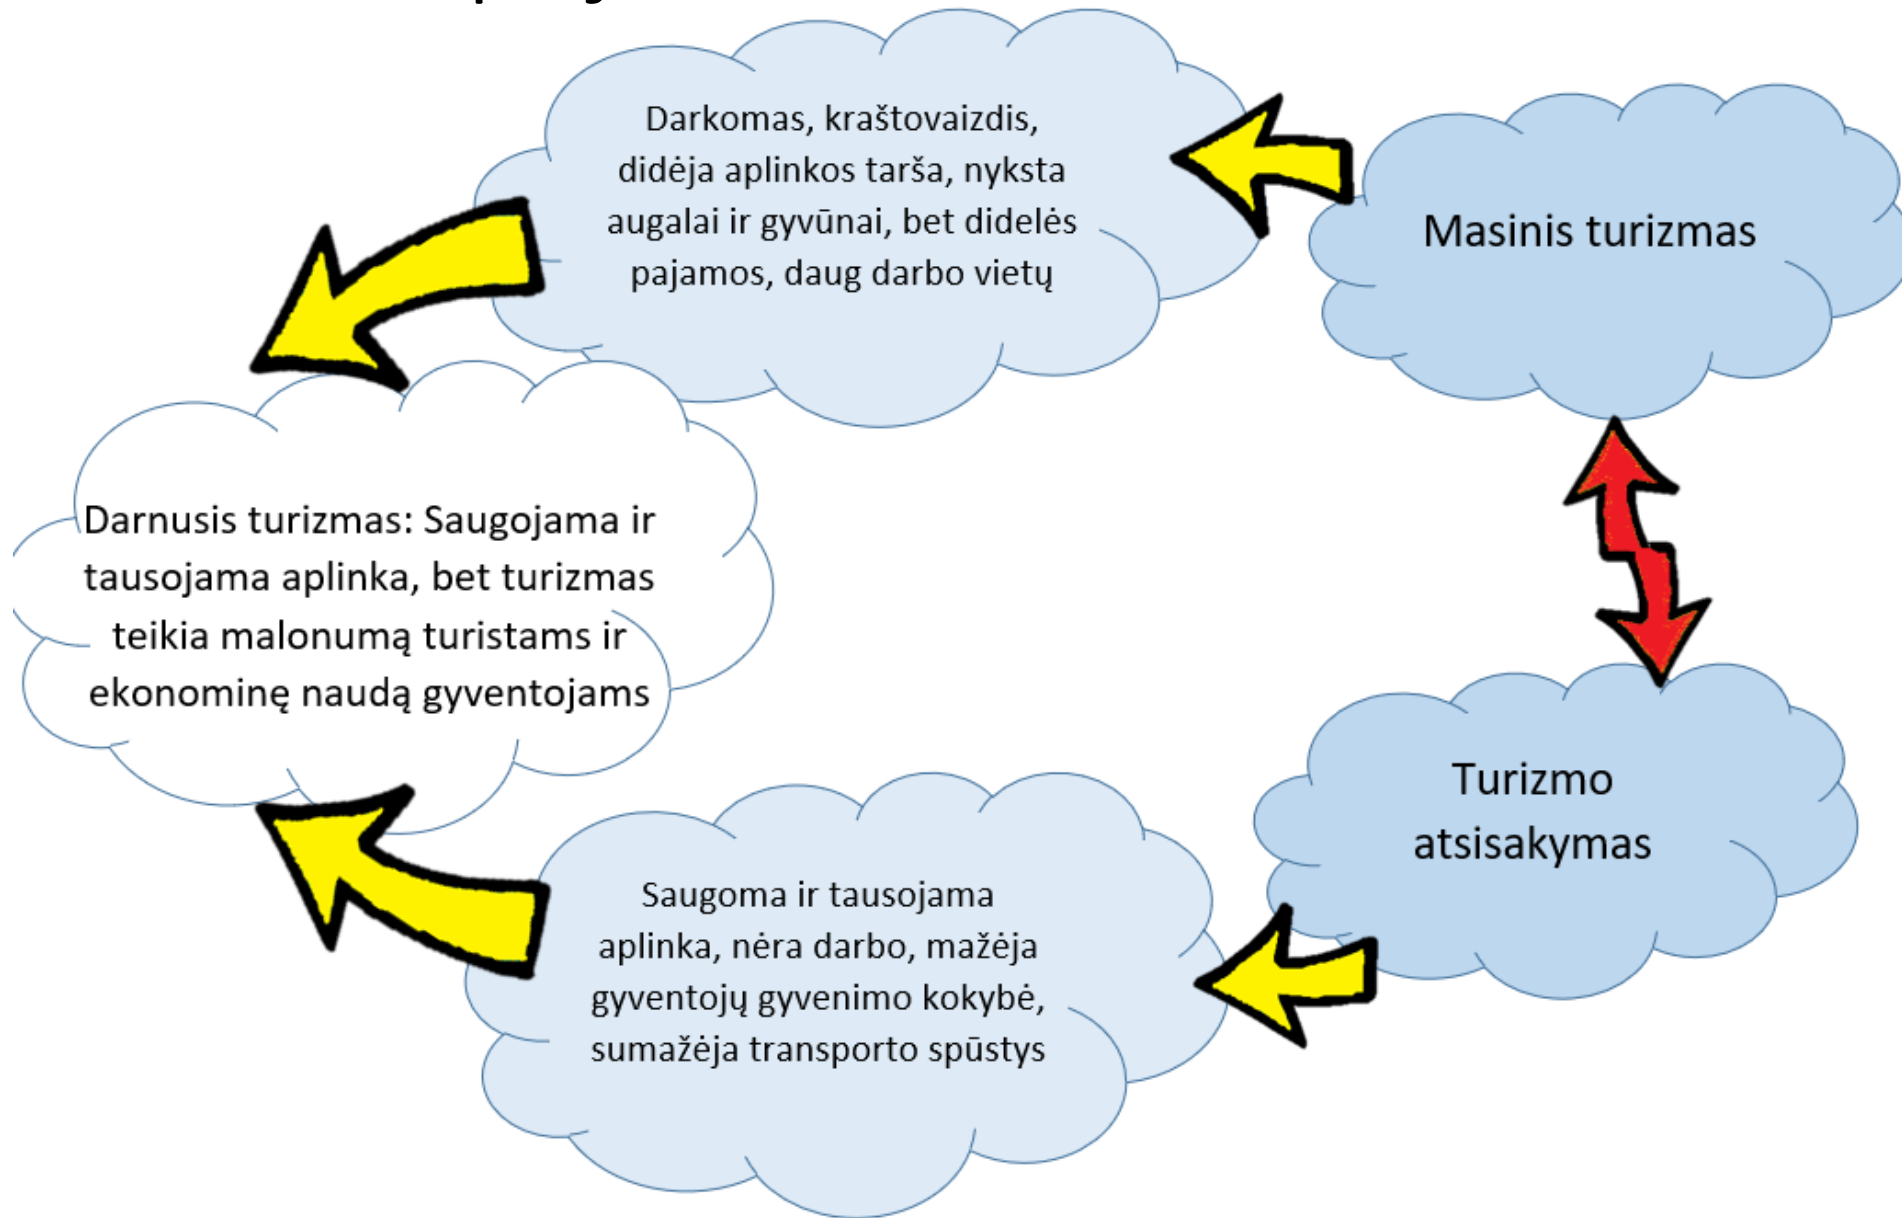 Darkomas, kraštovaizdis,
didėja aplinkos tarša, nyksta
augalai ir gyvūnai, bet didelės
pajamos, daug darbo vietų
Masinis turizmas
Darnusis turizmas: Saugojama ir
tausojama aplinka, bet turizmas
teikia malonumą turistams ir
ekonominę naudą gyventojams
Turizmo
atsisakymas
Saugoma ir tausojama
aplinka, nėra darbo, mažėja
gyventojų gyvenimo kokybė,
sumažėja transporto spūstys